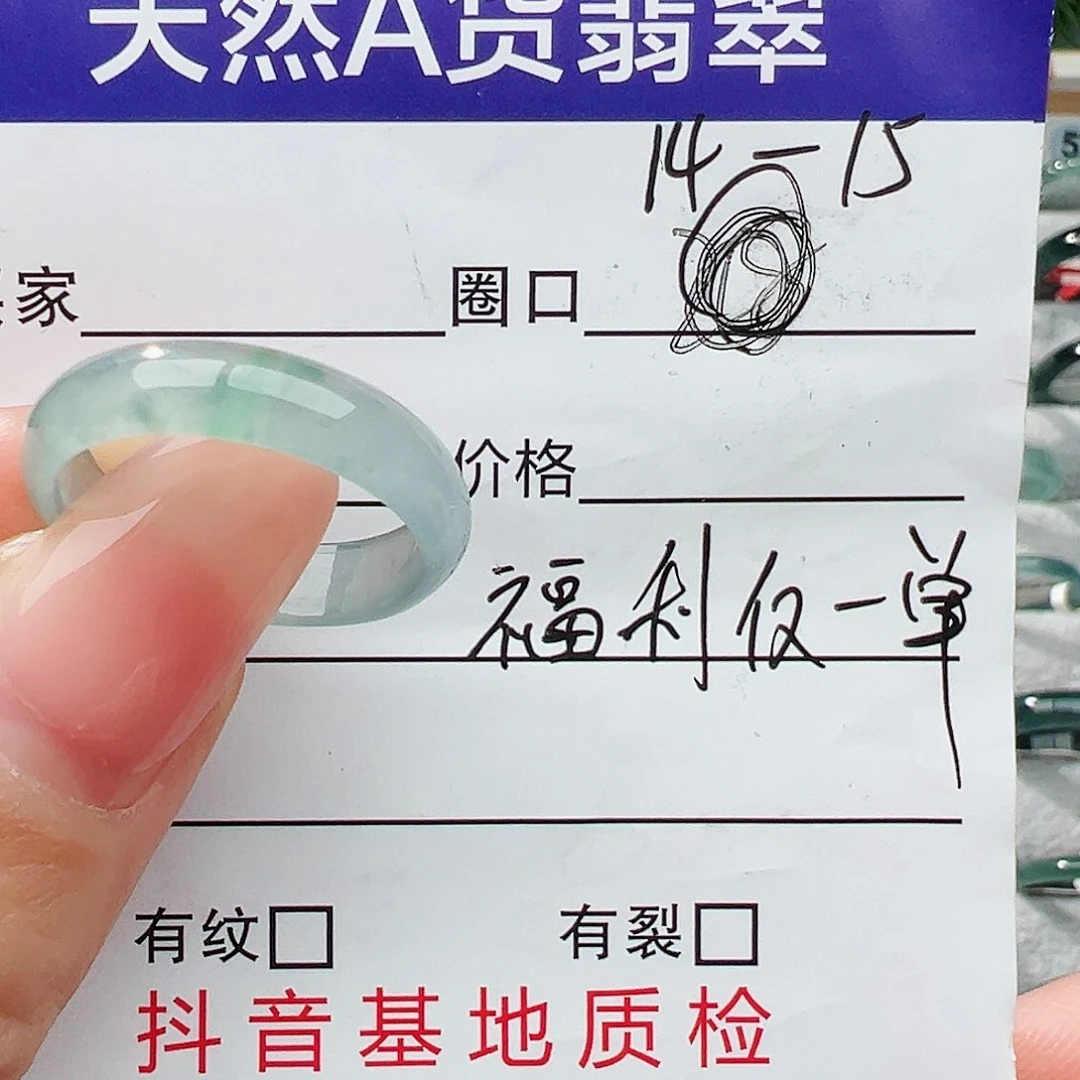 天然A货翡翠
14-15
家 圈口
价格
福利仅一单
有纹 有裂
抖音基地质检